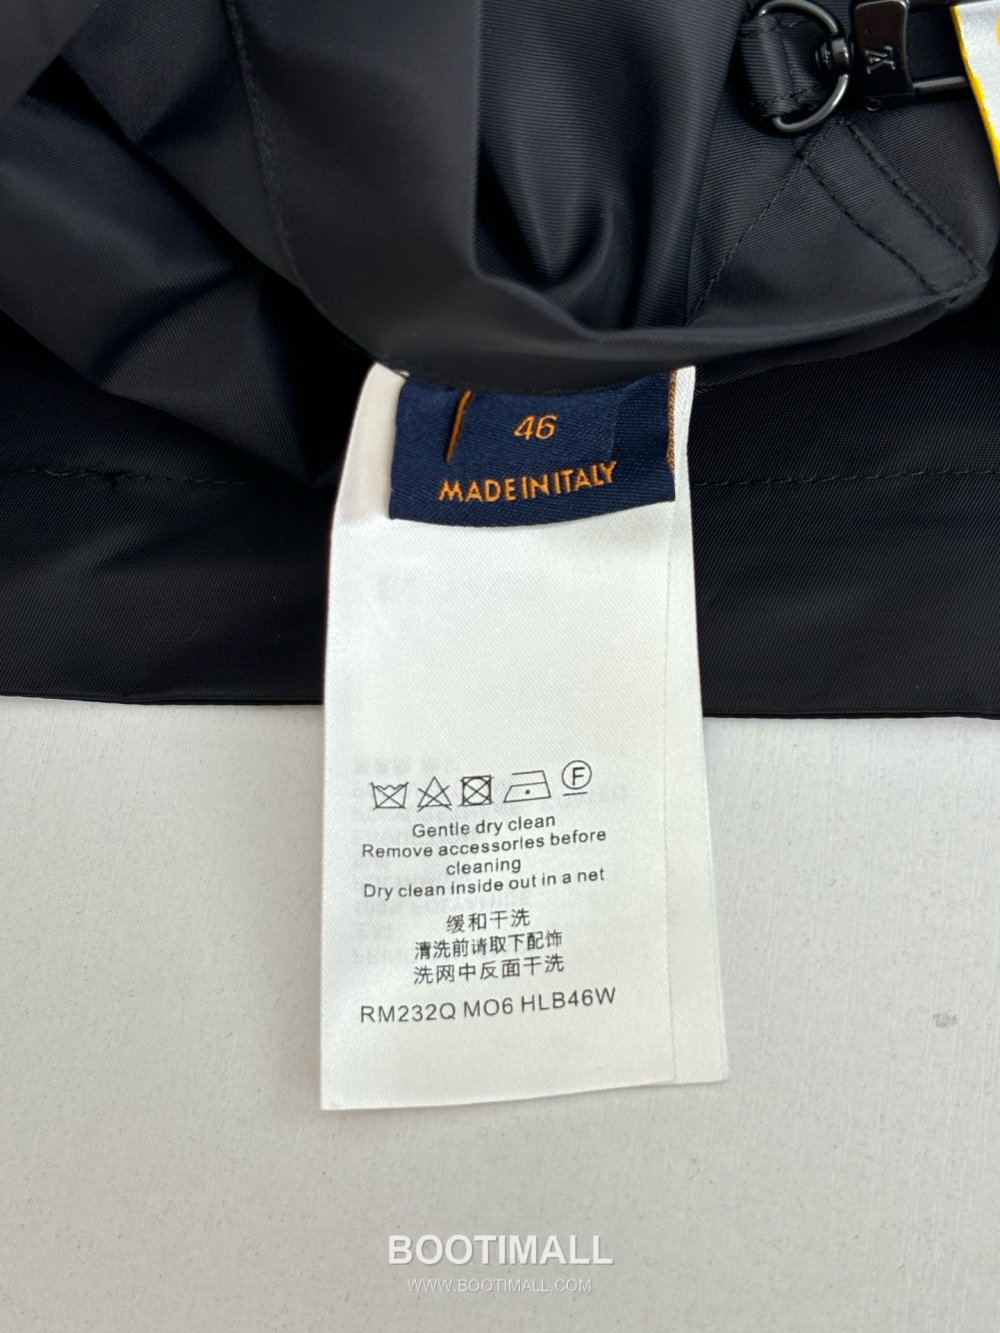 LV
46
MADE IN ITALY
F
Gentle dry clean
Remove accessories before
cleaning
Dry clean inside out in a net
缓和干洗
清洗前请取下配饰
洗网中反面干洗
RM232Q MO6 HLB46W
BOOTIMALL
WWW.BOOTIMALL.COM